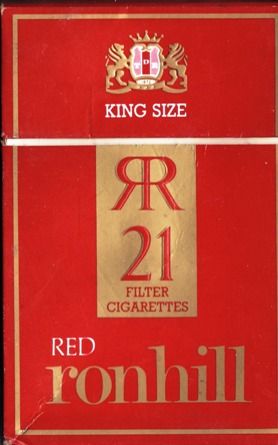 KING SIZE
RR
21
FILTER
CIGARETTES
RED
ronhill